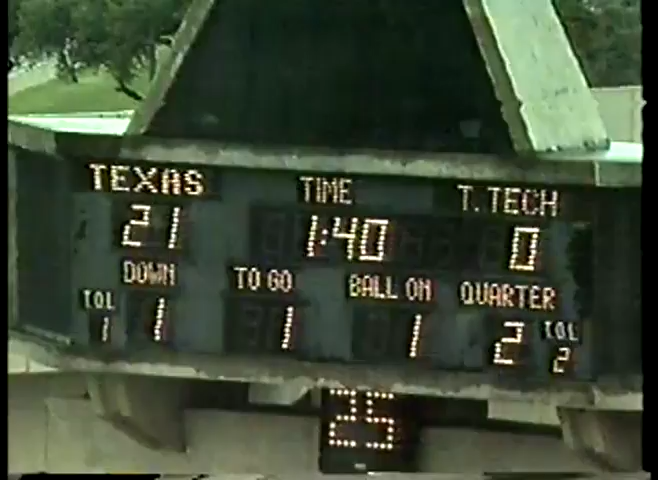 TEXAS TIME T. TECH
21 1:40 0
DOWN TO GO BALL ON QUARTER
TOL 1 1 1 1 2 TOL 2
25